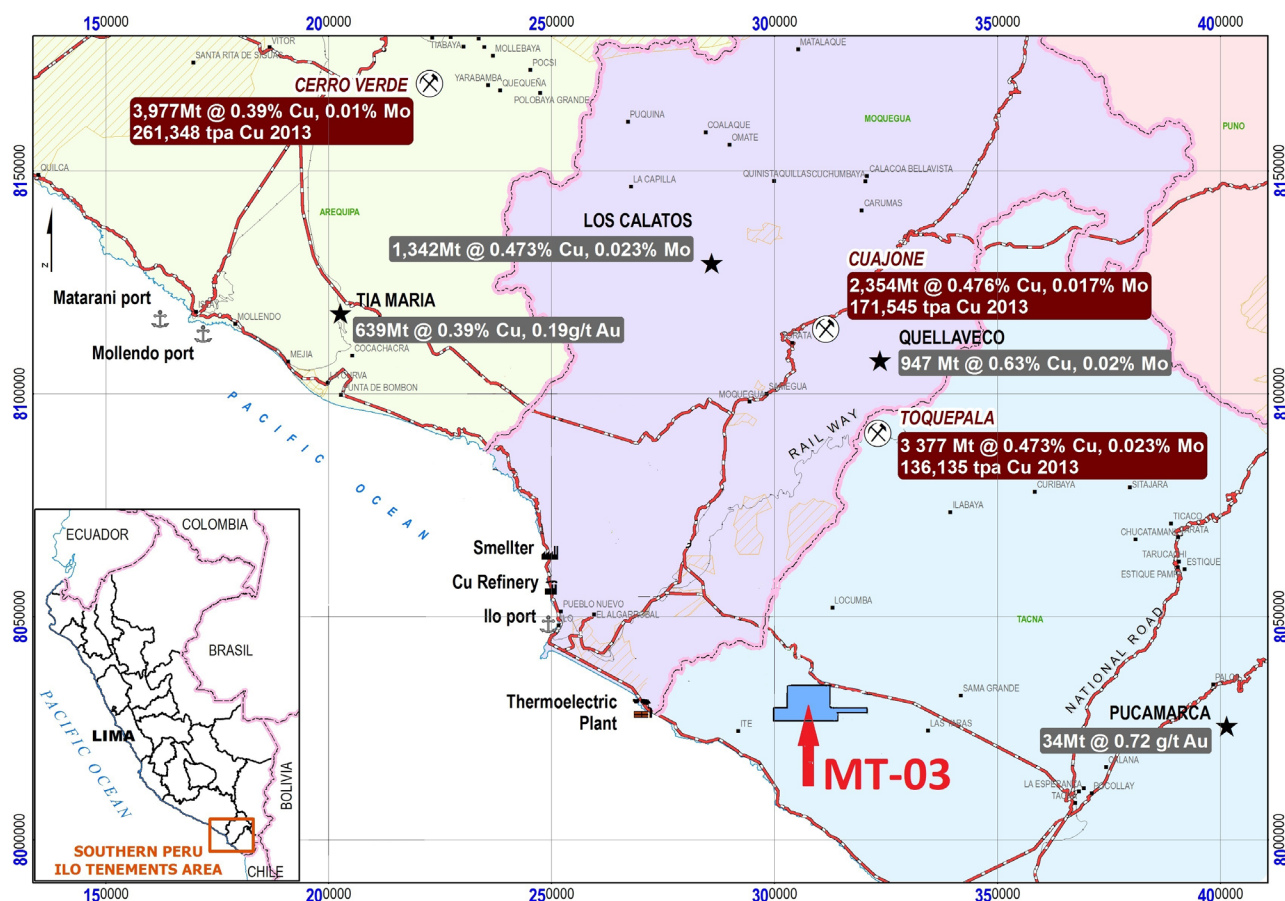 150000 200000 250000 300000 350000 400000
VITOR
SANTA RITA DE SIGUAS
TIABAYA
MOLLEBAYA
POCSI
MATALAQUE
CERRO VERDE
YARABAMBA
QUEQUEÑA
POLOBAYA GRANDE
3,977Mt @ 0.39% Cu, 0.01% Mo
261,348 tpa Cu 2013
PUQUINA
COALAQUE
OMATE
MOQUEGUA
PUNO
8150000
8150000
QUILCA
LA CAPILLA
QUINISTAQUILLAS
CUCHUMBAYA
CALACOA BELLAVISTA
CARUMAS
AREQUIPA
N
LOS CALATOS
1,342Mt @ 0.473% Cu, 0.023% Mo
CUAJONE
2,354Mt @ 0.476% Cu, 0.017% Mo
171,545 tpa Cu 2013
Matarani port
Mollendo port
MOLLENDO
TIA MARIA
639Mt @ 0.39% Cu, 0.19g/t Au
COCACHACRA
MEJIA
PUNTA DE BOMBON
QUELLAVECO
947 Mt @ 0.63% Cu, 0.02% Mo
8100000
8100000
MOQUEGUA
PACIFIC OCEAN
RAIL WAY
TOQUEPALA
3 377 Mt @ 0.473% Cu, 0.023% Mo
136,135 tpa Cu 2013
CURIBAYA
SITAJARA
ILABAYA
TICACO
TARUCACHI
ESTIQUE
ESTIQUE PAMPA
Smellter
Cu Refinery
Ilo port
PUEBLO NUEVO
EL ALGARROBAL
LOCUMBA
TACNA
8050000
8050000
NATIONAL ROAD
SAMA GRANDE
Thermoelectric
Plant
ITE
LAS YARAS
MT-03
PUCAMARCA
34Mt @ 0.72 g/t Au
CALANA
LA ESPERANZA
POCOLLAY
8000000
8000000
ECUADOR
COLOMBIA
BRASIL
LIMA
PACIFIC OCEAN
BOLIVIA
SOUTHERN PERU
ILO TENEMENTS AREA
CHILE
150000 200000 250000 300000 350000 400000